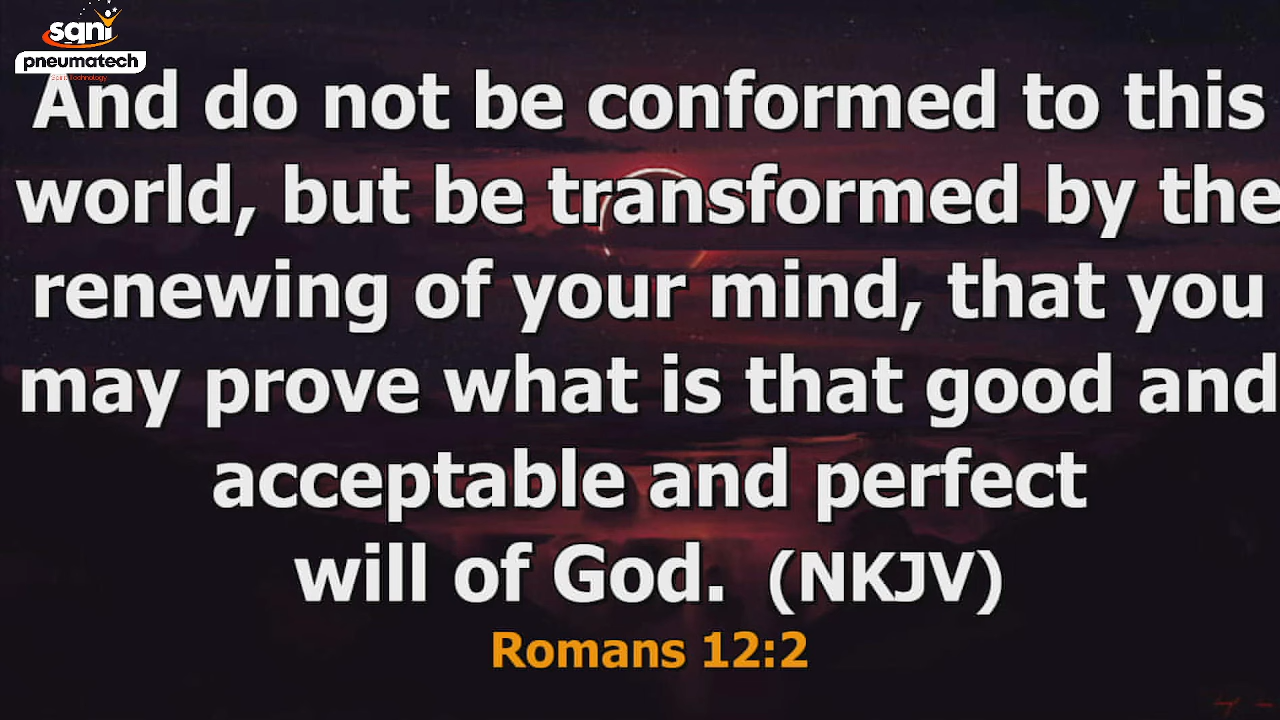 sqni
pneumatech
And do not be conformed to this
world, but be transformed by the
renewing of your mind, that you
may prove what is that good and
acceptable and perfect
will of God. (NKJV)
Romans 12:2